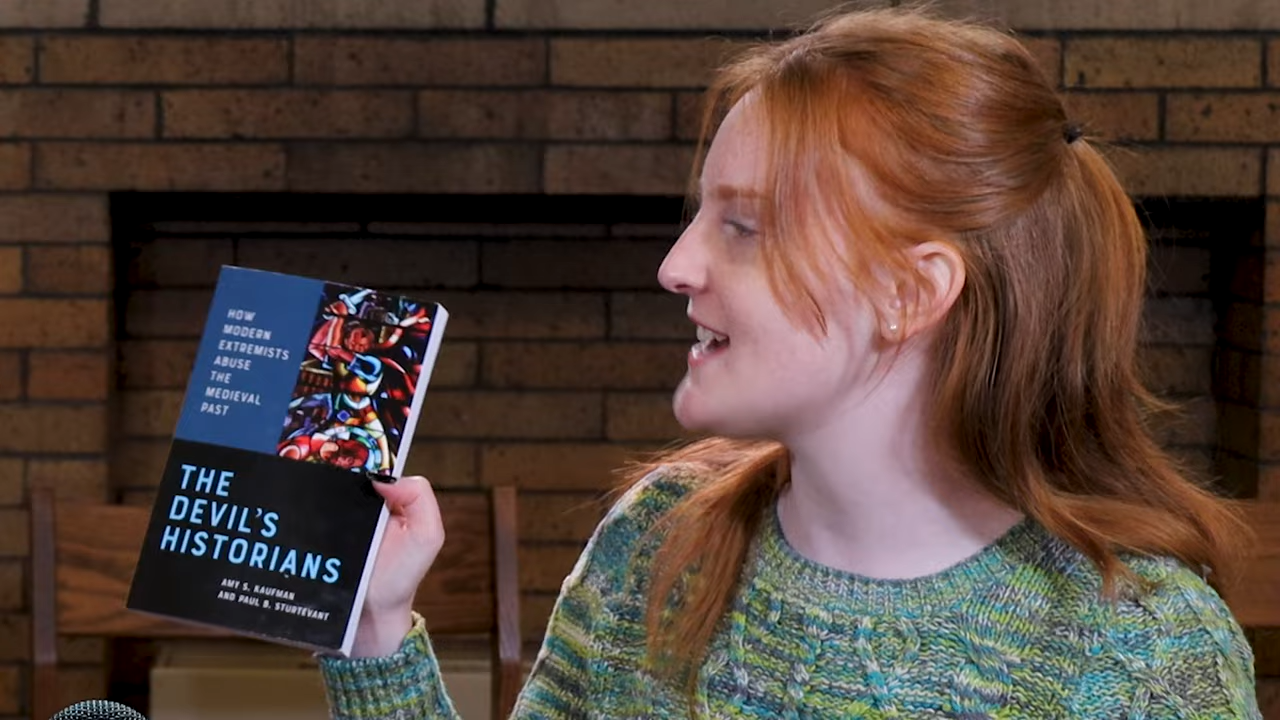 HOW
MODERN
EXTREMISTS
ABUSE
THE
MEDIEVAL
PAST
THE
DEVIL'S
HISTORIANS
AMY S. KAUFMAN
AND PAUL B. STURTEVANT